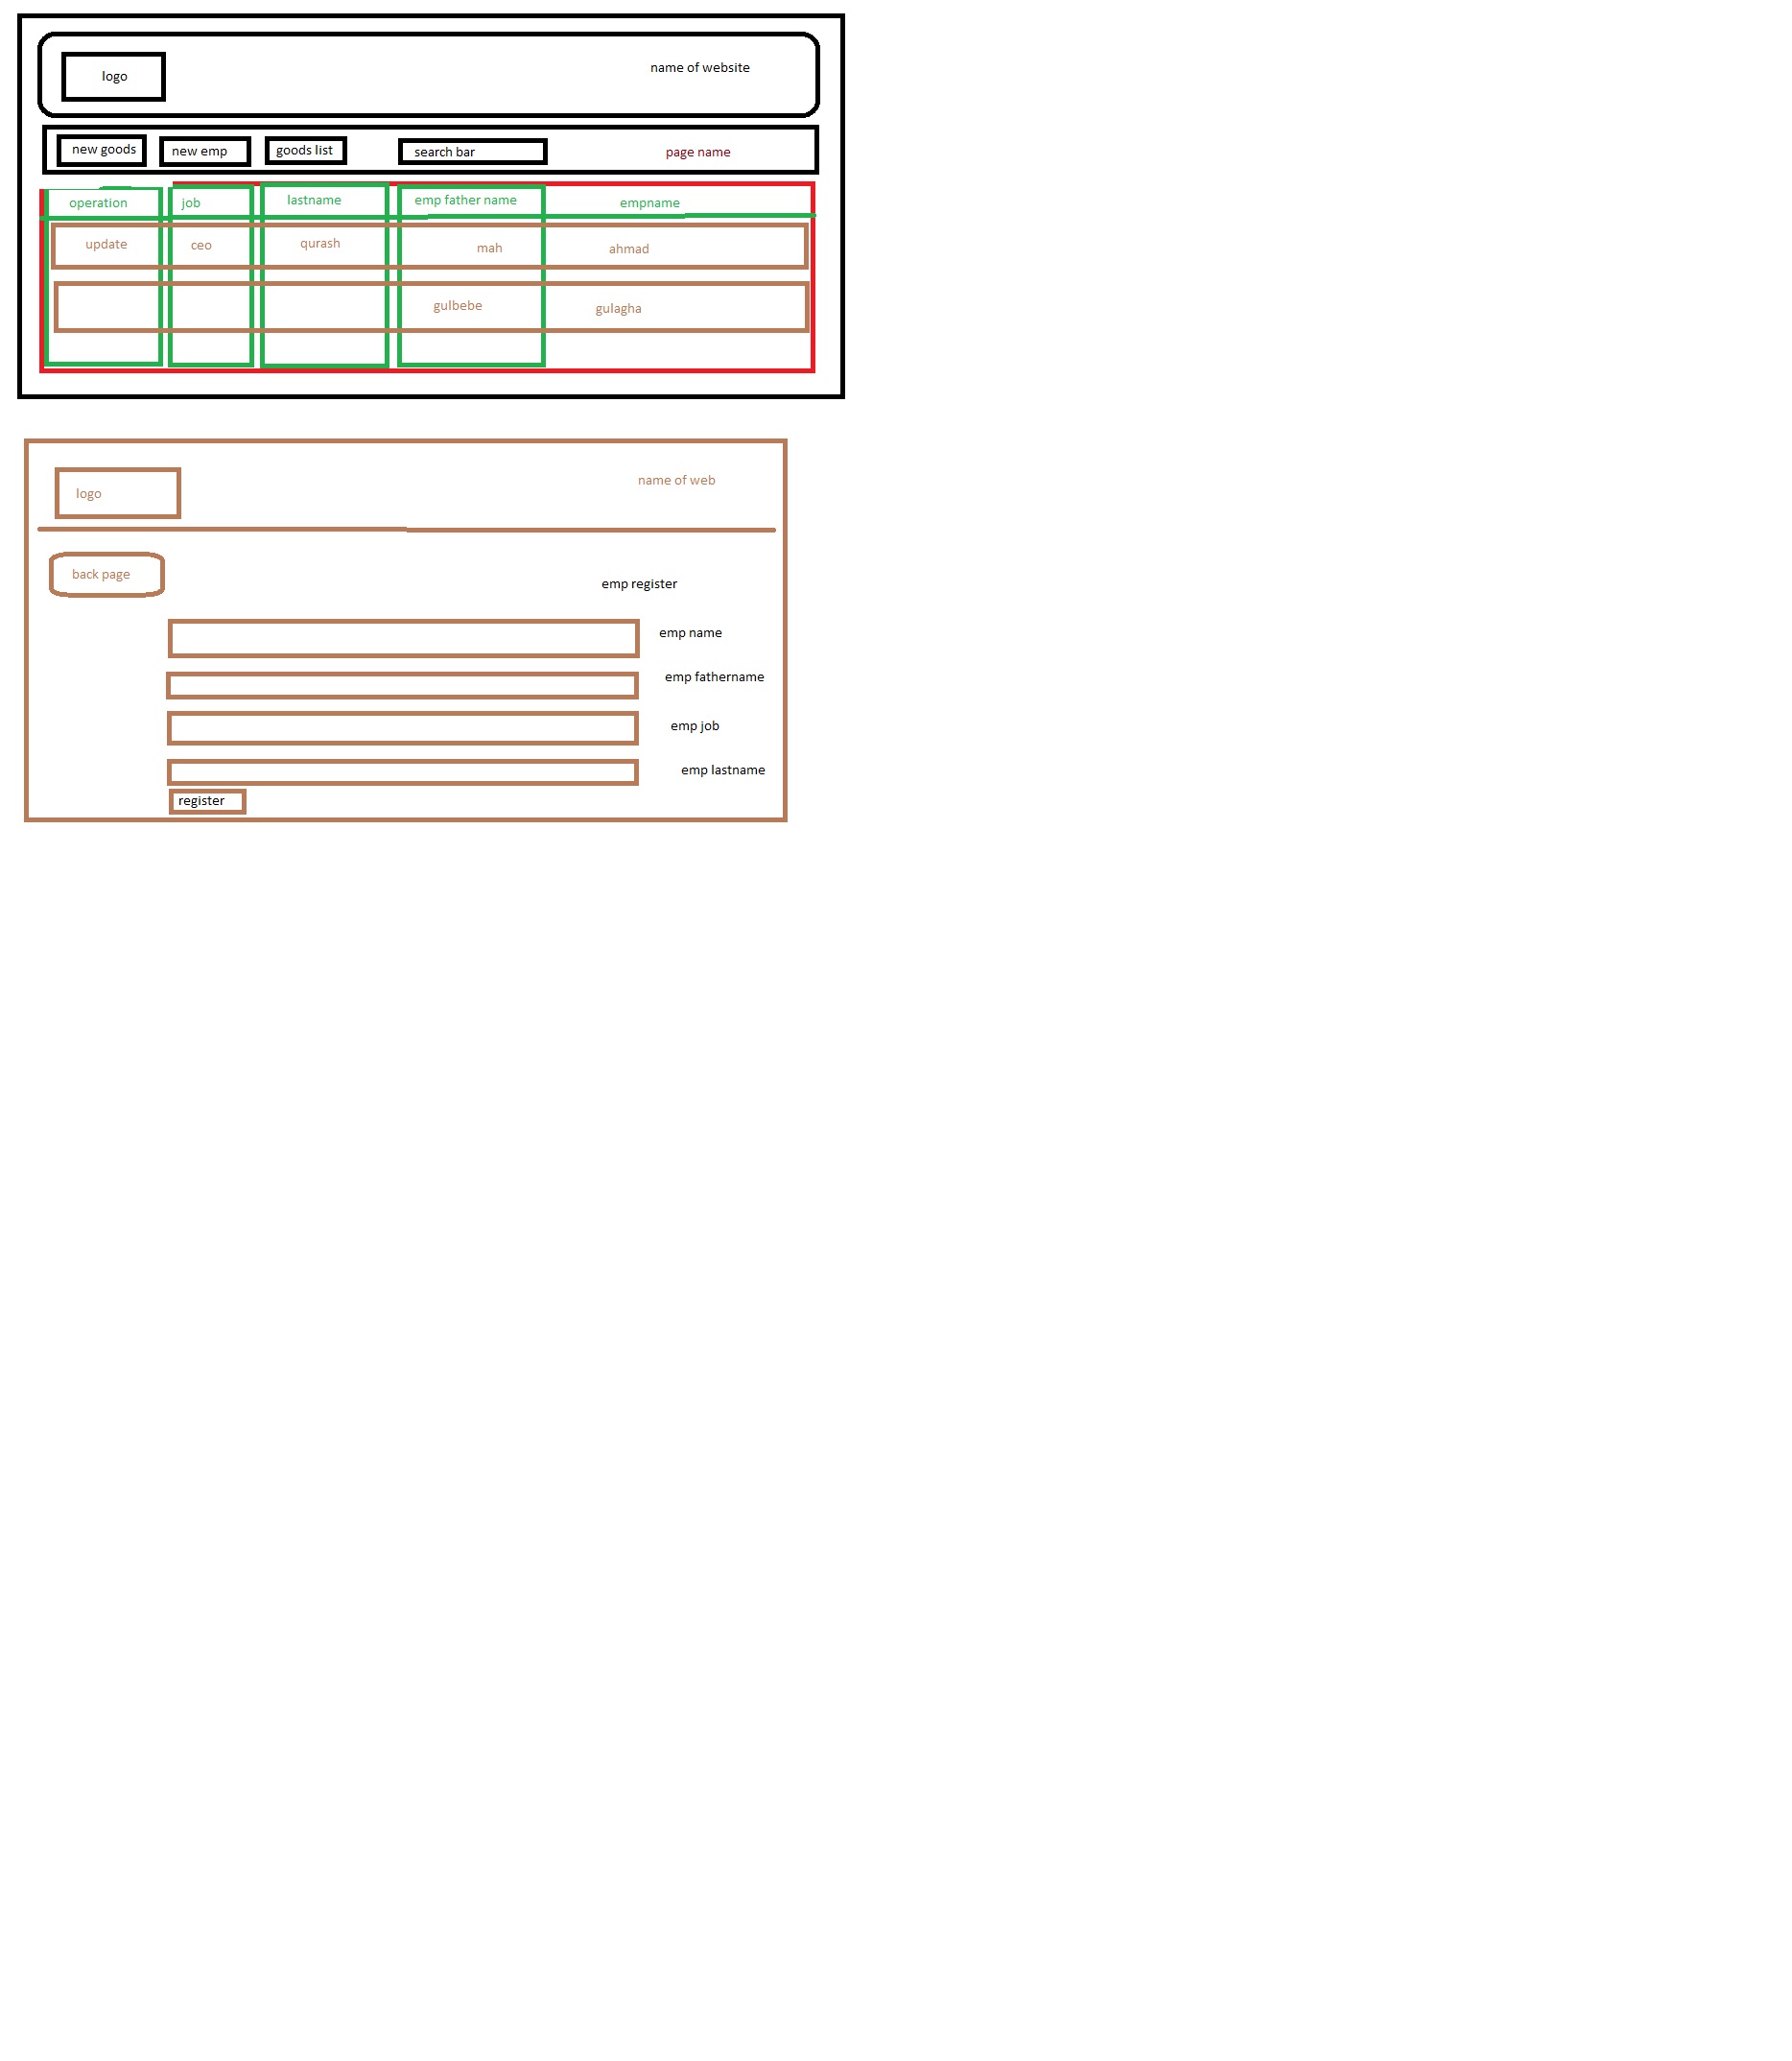 logo
name of website
new goods
new emp
goods list
search bar
page name
operation
job
lastname
emp father name
empname
update
ceo
qurash
mah
ahmad
gulbebe
gulagha
logo
name of web
back page
emp register
emp name
emp fathername
emp job
emp lastname
register